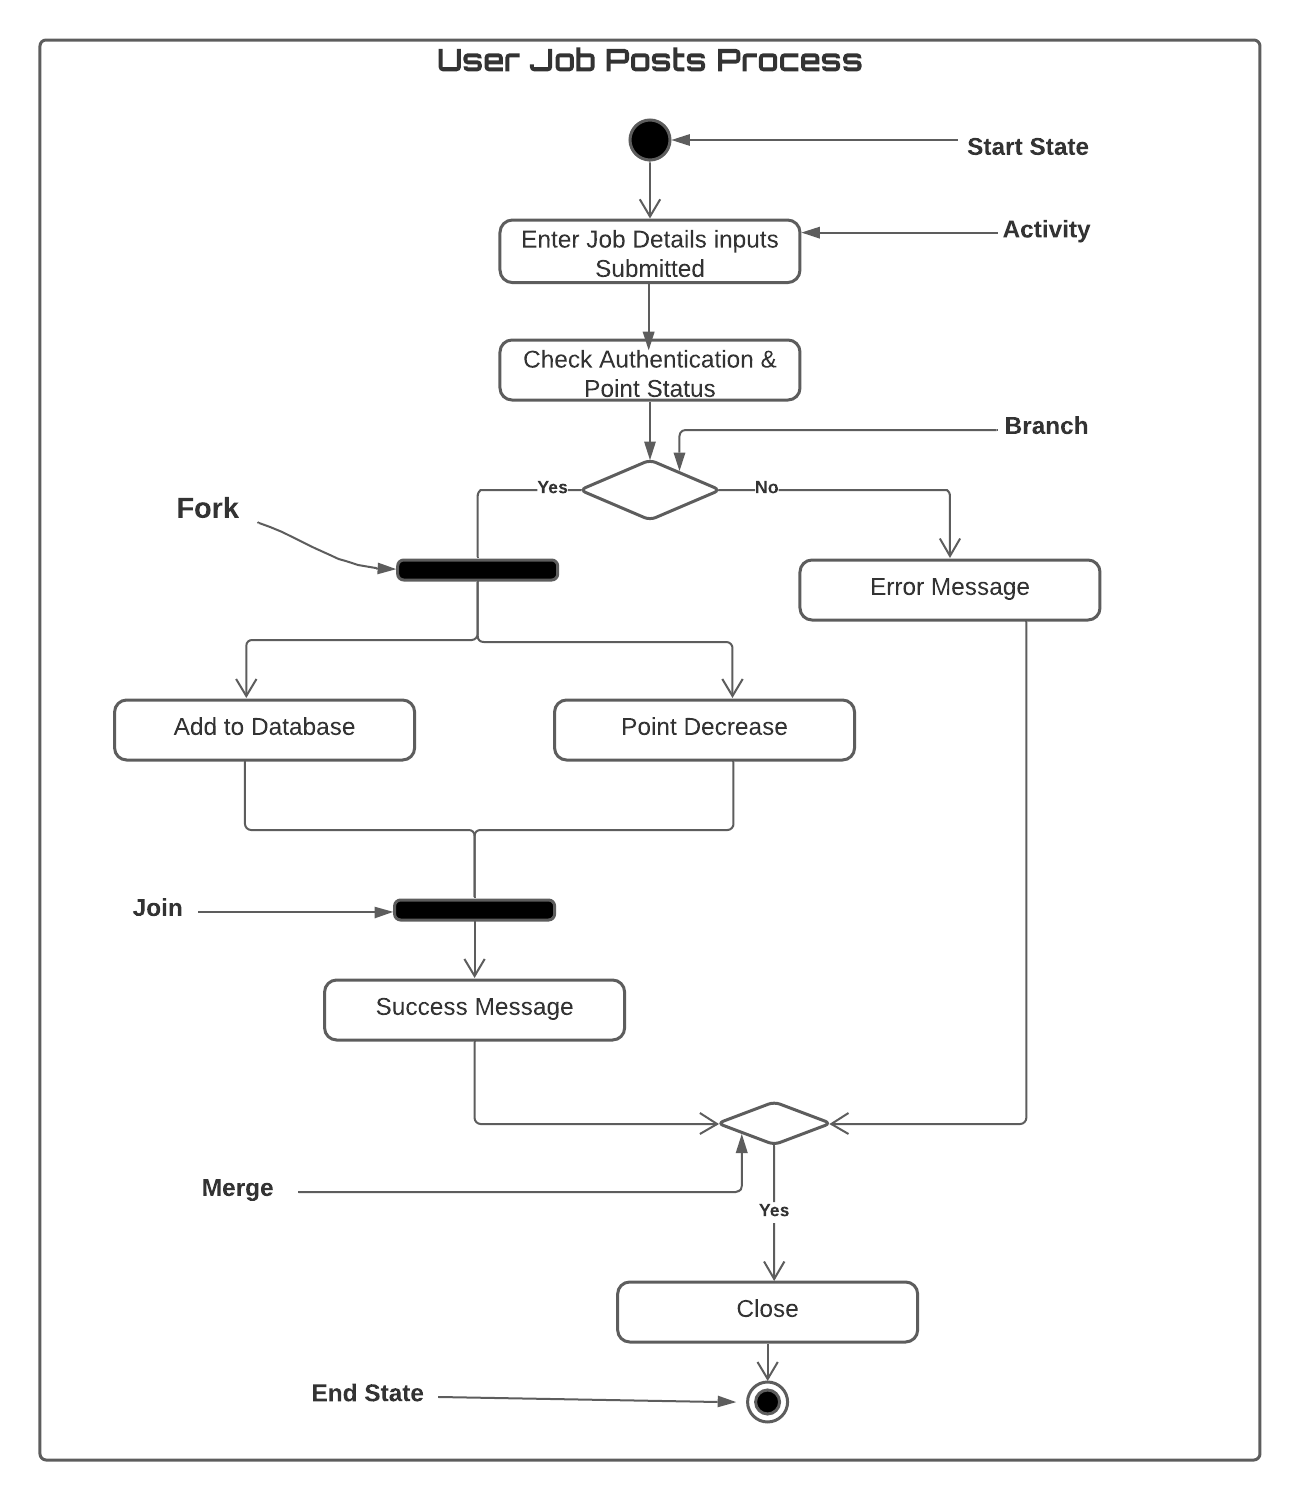 User Job Posts Process
Start State
Enter Job Details inputs
Submitted
Activity
Check Authentication &
Point Status
Branch
Yes
No
Fork
Error Message
Add to Database
Point Decrease
Join
Success Message
Merge
Yes
Close
End State